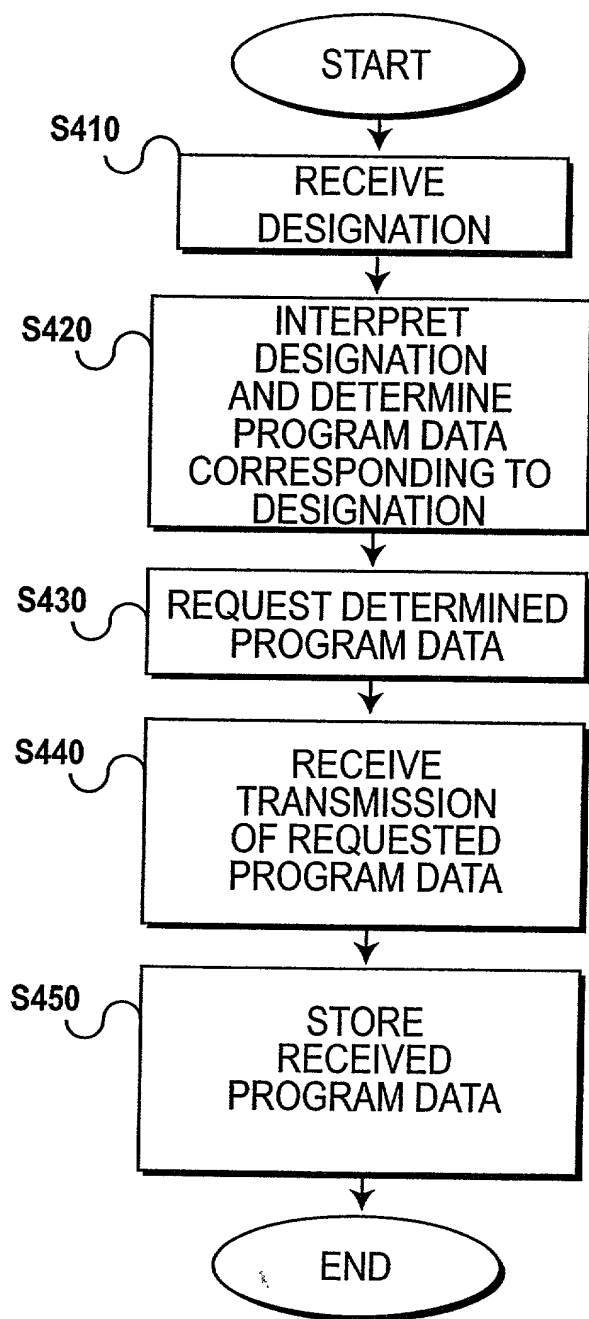 START
S410
RECEIVE
DESIGNATION
S420
INTERPRET
DESIGNATION
AND DETERMINE
PROGRAM DATA
CORRESPONDING TO
DESIGNATION
S430
REQUEST DETERMINED
PROGRAM DATA
S440
RECEIVE
TRANSMISSION
OF REQUESTED
PROGRAM DATA
S450
STORE
RECEIVED
PROGRAM DATA
END